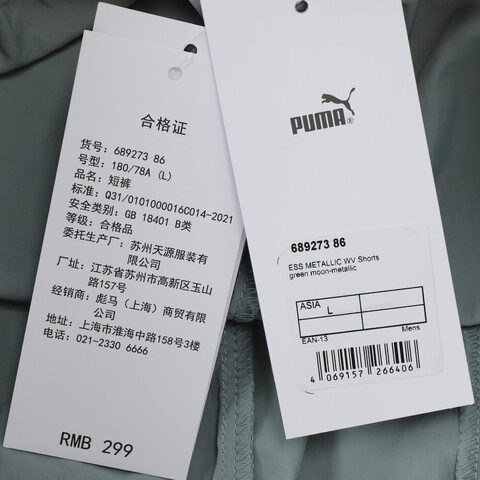 合格证
货号: 689273 86
号型: 180/78A (L)
品名: 短裤
标准: Q31/0101000016C014-2021
安全类别: GB 18401 B类
等级: 合格品
委托生产厂: 苏州天源服装有
限公司
厂址: 江苏省苏州市高新区玉山
路157号
经销商: 彪马（上海）商贸有限
公司
地址: 上海市淮海中路158号3楼
电话: 021-2330 6666
RMB 299
PUMA
689273 86
ESS METALLIC WV Shorts
green moon-metallic
ASIA
L
EAN-13 Mens
4 069157 266406